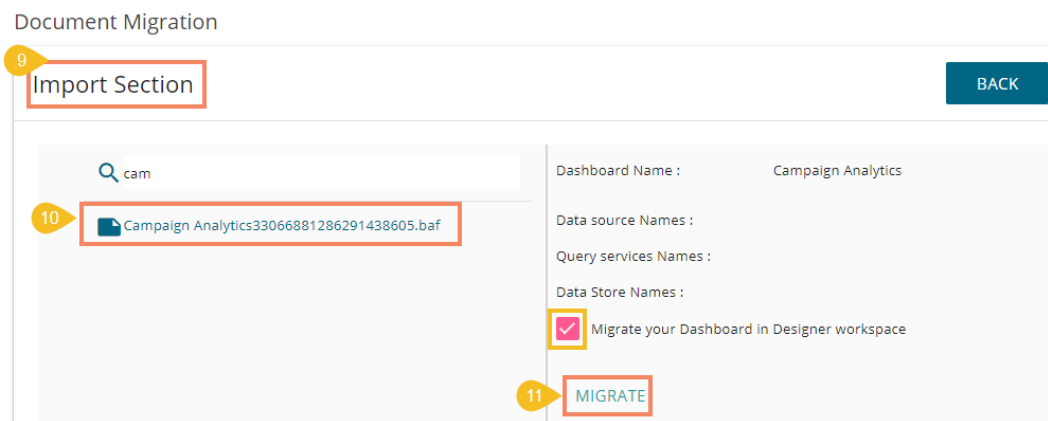 Document Migration
9
Import Section
BACK
cam
10
Campaign Analytics33066881286291438605.baf
Dashboard Name : Campaign Analytics
Data source Names :
Query services Names :
Data Store Names :
Migrate your Dashboard in Designer workspace
11
MIGRATE